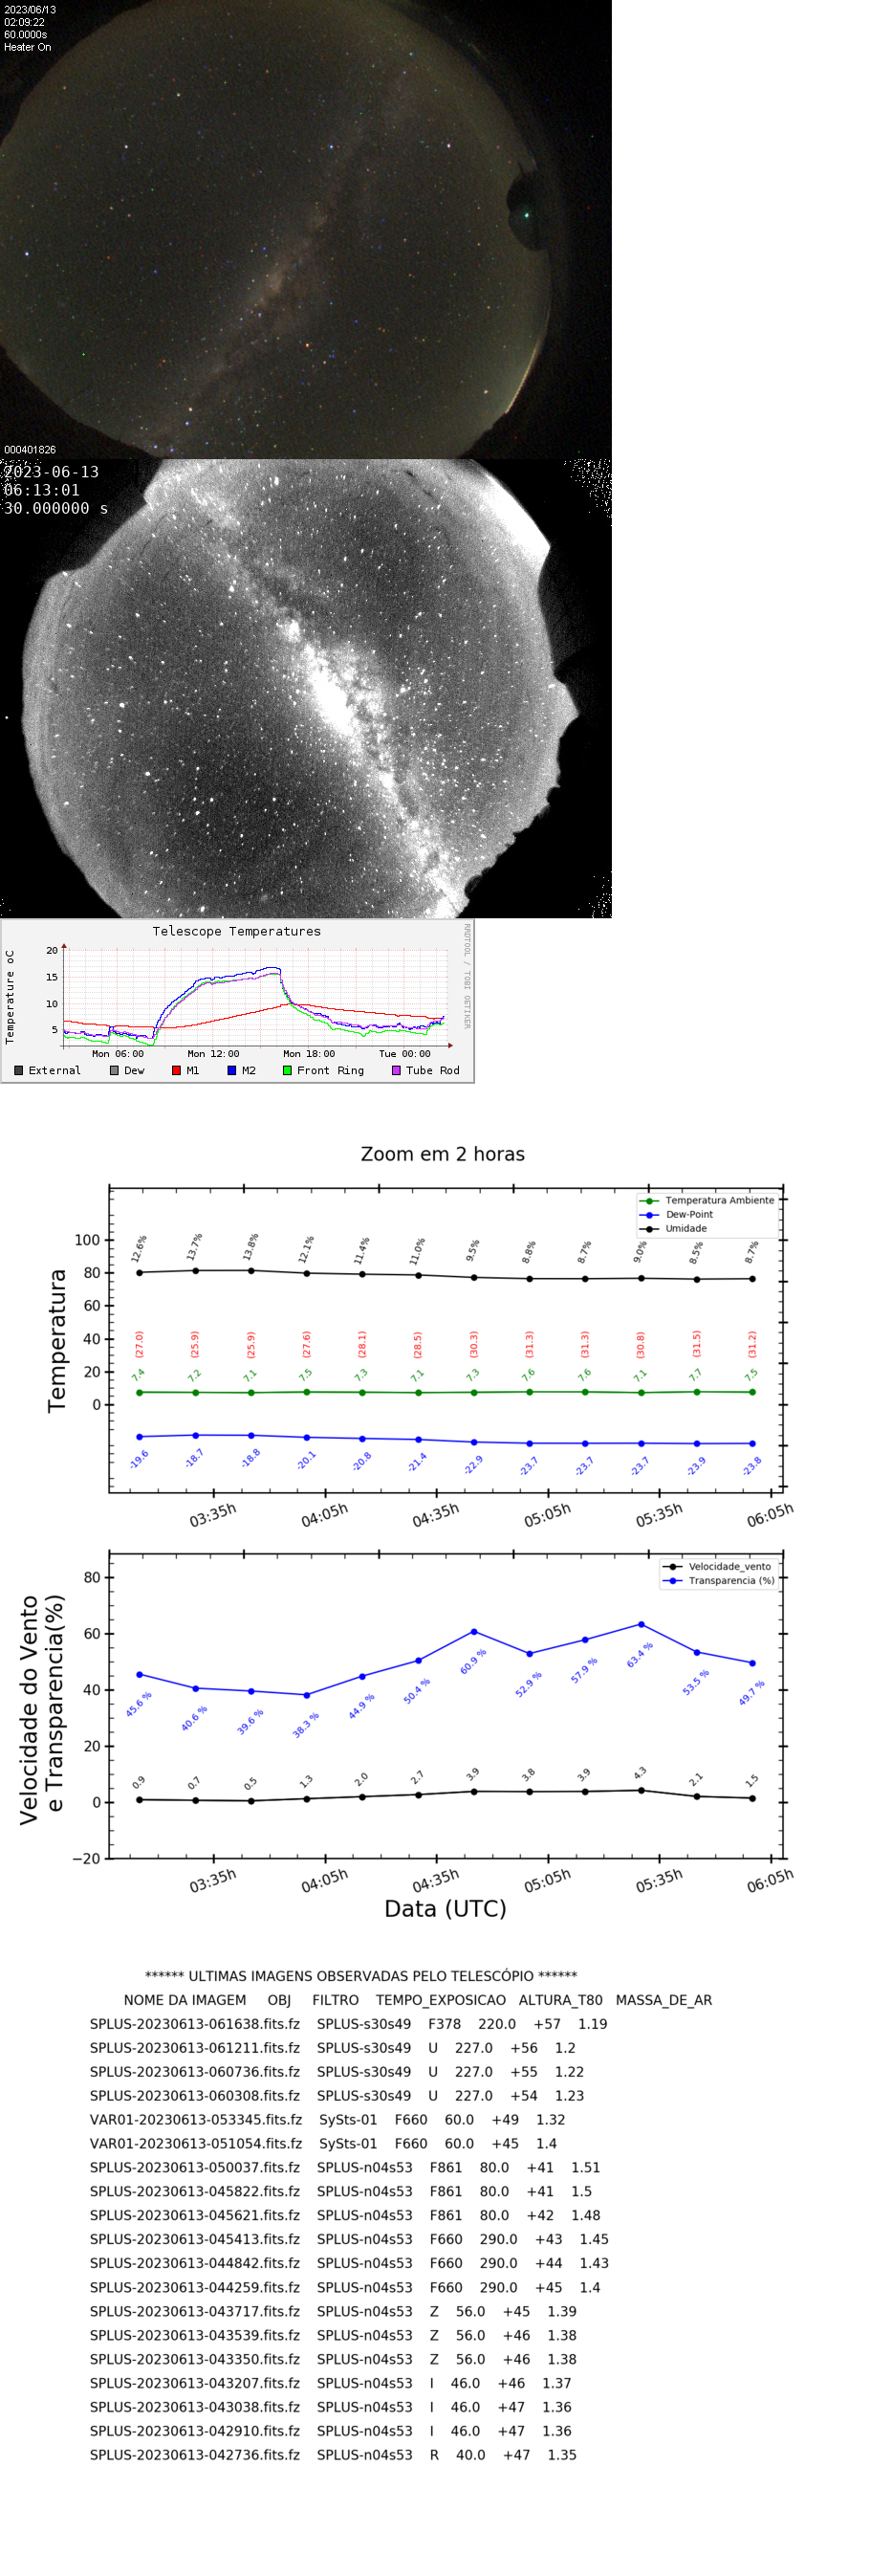 2023/06/13
02:09:22
60.0000s
Heater On
000401826
2023-06-13
06:13:01
30.000000 s
Telescope Temperatures
RRDTOOL / TOBI OETIKER
Temperature oC
20
15
10
5
Mon 06:00 Mon 12:00 Mon 18:00 Tue 00:00
External Dew M1 M2 Front Ring Tube Rod
Zoom em 2 horas
Temperatura Ambiente
Dew-Point
Umidade
Temperatura
100
80
60
40
20
0
12.6% 13.7% 13.8% 12.1% 11.4% 11.0% 9.5% 8.8% 8.7% 9.0% 8.5% 8.7%
(27.0) (25.9) (25.9) (27.6) (28.1) (28.5) (30.3) (31.3) (31.3) (30.8) (31.5) (31.2)
7.4 7.2 7.1 7.5 7.3 7.1 7.3 7.6 7.6 7.1 7.7 7.5
-19.6 -18.7 -18.8 -20.1 -20.8 -21.4 -22.9 -23.7 -23.7 -23.7 -23.9 -23.8
03:35h 04:05h 04:35h 05:05h 05:35h 06:05h
Velocidade_vento
Transparencia (%)
Velocidade do Vento
e Transparencia(%)
80
60
40
20
0
−20
45.6 % 40.6 % 39.6 % 38.3 % 44.9 % 50.4 % 60.9 % 52.9 % 57.9 % 63.4 % 53.5 % 49.7 %
0.9 0.7 0.5 1.3 2.0 2.7 3.9 3.8 3.9 4.3 2.1 1.5
03:35h 04:05h 04:35h 05:05h 05:35h 06:05h
Data (UTC)
****** ULTIMAS IMAGENS OBSERVADAS PELO TELESCÓPIO ******
NOME DA IMAGEM OBJ FILTRO TEMPO_EXPOSICAO ALTURA_T80 MASSA_DE_AR
SPLUS-20230613-061638.fits.fz SPLUS-s30s49 F378 220.0 +57 1.19
SPLUS-20230613-061211.fits.fz SPLUS-s30s49 U 227.0 +56 1.2
SPLUS-20230613-060736.fits.fz SPLUS-s30s49 U 227.0 +55 1.22
SPLUS-20230613-060308.fits.fz SPLUS-s30s49 U 227.0 +54 1.23
VAR01-20230613-053345.fits.fz SySts-01 F660 60.0 +49 1.32
VAR01-20230613-051054.fits.fz SySts-01 F660 60.0 +45 1.4
SPLUS-20230613-050037.fits.fz SPLUS-n04s53 F861 80.0 +41 1.51
SPLUS-20230613-045822.fits.fz SPLUS-n04s53 F861 80.0 +41 1.5
SPLUS-20230613-045621.fits.fz SPLUS-n04s53 F861 80.0 +42 1.48
SPLUS-20230613-045413.fits.fz SPLUS-n04s53 F660 290.0 +43 1.45
SPLUS-20230613-044842.fits.fz SPLUS-n04s53 F660 290.0 +44 1.43
SPLUS-20230613-044259.fits.fz SPLUS-n04s53 F660 290.0 +45 1.4
SPLUS-20230613-043717.fits.fz SPLUS-n04s53 Z 56.0 +45 1.39
SPLUS-20230613-043539.fits.fz SPLUS-n04s53 Z 56.0 +46 1.38
SPLUS-20230613-043350.fits.fz SPLUS-n04s53 Z 56.0 +46 1.38
SPLUS-20230613-043207.fits.fz SPLUS-n04s53 I 46.0 +46 1.37
SPLUS-20230613-043038.fits.fz SPLUS-n04s53 I 46.0 +47 1.36
SPLUS-20230613-042910.fits.fz SPLUS-n04s53 I 46.0 +47 1.36
SPLUS-20230613-042736.fits.fz SPLUS-n04s53 R 40.0 +47 1.35